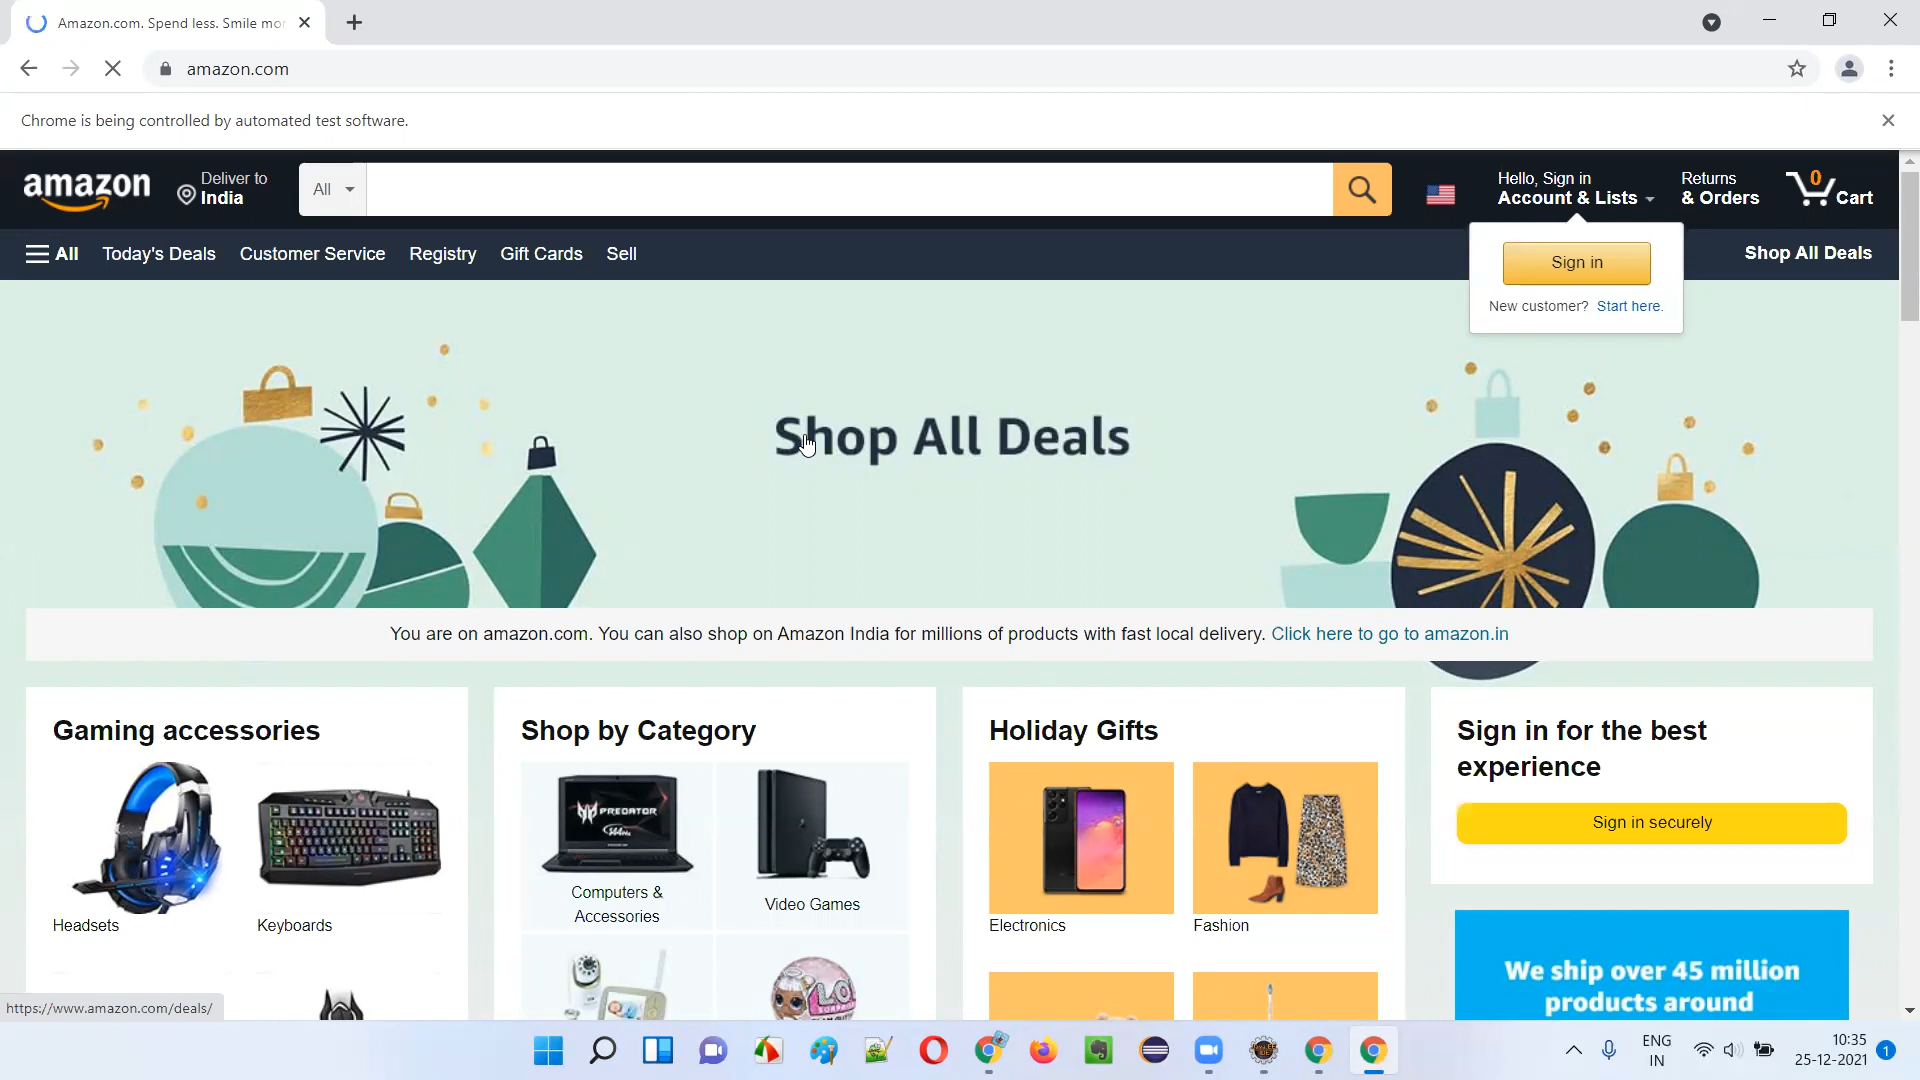 Amazon.com. Spend less. Smile mor
amazon.com
Chrome is being controlled by automated test software.
amazon
Deliver to
India
All
Hello, Sign in
Account & Lists
Returns
& Orders
0
Cart
All
Today's Deals
Customer Service
Registry
Gift Cards
Sell
Shop All Deals
Sign in
New customer? Start here.
Shop All Deals
You are on amazon.com. You can also shop on Amazon India for millions of products with fast local delivery. Click here to go to amazon.in
Gaming accessories
Headsets
Keyboards
Shop by Category
PREDATOR
144Hz
Computers &
Accessories
Video Games
Holiday Gifts
Electronics
Fashion
Sign in for the best
experience
Sign in securely
We ship over 45 million
products around
https://www.amazon.com/deals/
ENG
IN
10:35
25-12-2021
1